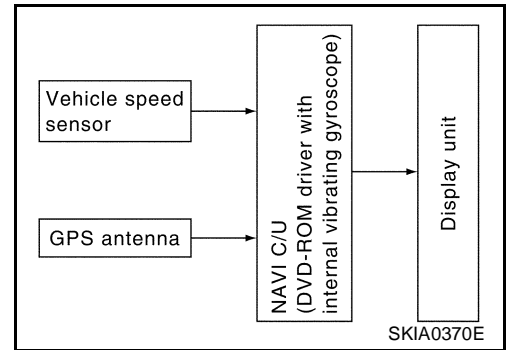 Vehicle speed
sensor
GPS antenna
NAVI C/U
(DVD-ROM driver with
internal vibrating gyroscope)
Display unit
SKIA0370E